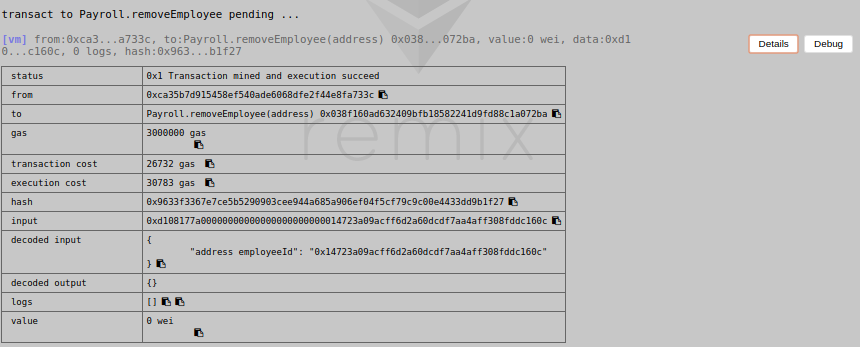 transact to Payroll.removeEmployee pending ...
[vm] from:0xca3...a733c, to:Payroll.removeEmployee(address) 0x038...072ba, value:0 wei, data:0xd1
0...c160c, 0 logs, hash:0x963...b1f27
Details Debug
status 0x1 Transaction mined and execution succeed
from 0xca35b7d915458ef540ade6068dfe2f44e8fa733c
to Payroll.removeEmployee(address) 0x038f160ad632409bfb18582241d9fd88c1a072ba
gas 3000000 gas
transaction cost 26732 gas
execution cost 30783 gas
hash 0x9633f3367e7ce5b5290903cee944a685a906ef04f5cf79c9c00e4433dd9b1f27
input 0xd108177a00000000000000000000000014723a09acff6d2a60dcdf7aa4aff308fddc160c
decoded input {
"address employeeId": "0x14723a09acff6d2a60dcdf7aa4aff308fddc160c"
}
decoded output {}
logs []
value 0 wei
remix